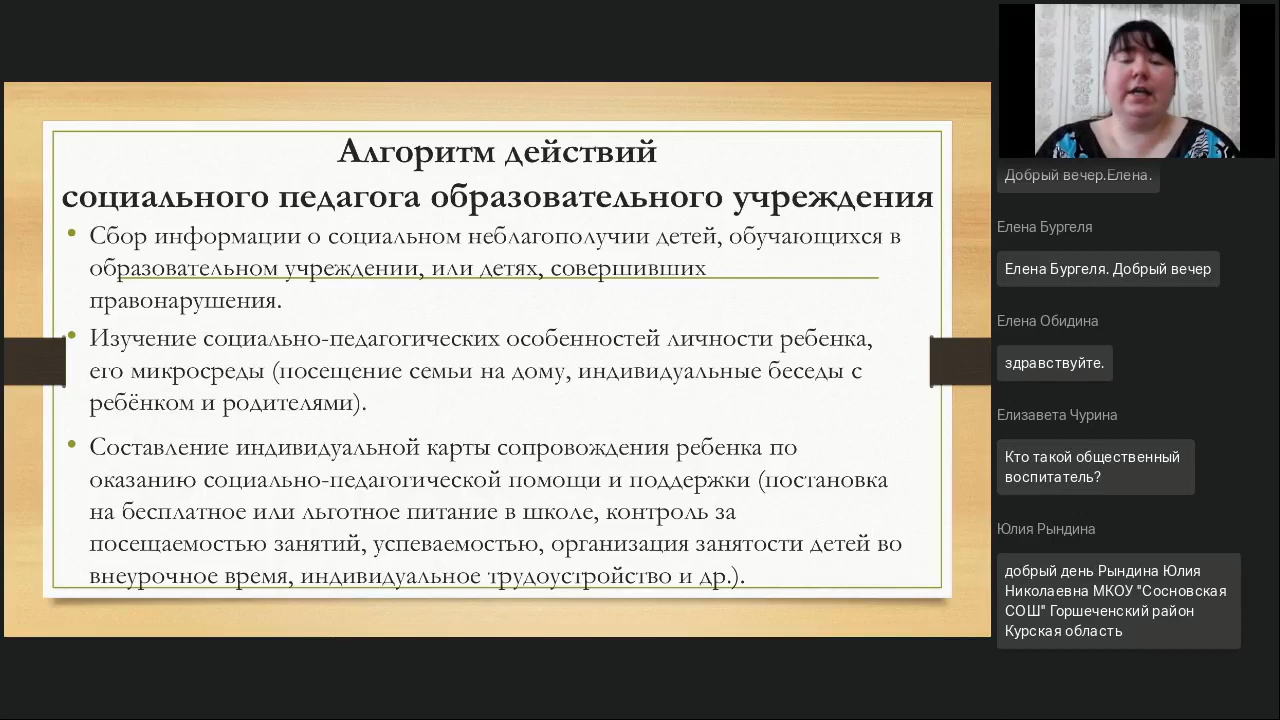 Алгоритм действий
социального педагога образовательного учреждения
• Сбор информации о социальном неблагополучии детей, обучающихся в
образовательном учреждении, или детях, совершивших
правонарушения.
• Изучение социально-педагогических особенностей личности ребенка,
его микросреды (посещение семьи на дому, индивидуальные беседы с
ребёнком и родителями).
• Составление индивидуальной карты сопровождения ребенка по
оказанию социально-педагогической помощи и поддержки (постановка
на бесплатное или льготное питание в школе, контроль за
посещаемостью занятий, успеваемостью, организация занятости детей во
внеурочное время, индивидуальное трудоустройство и др.).
Добрый вечер.Елена.
Елена Бургеля
Елена Бургеля. Добрый вечер
Елена Обидина
здравствуйте.
Елизавета Чурина
Кто такой общественный
воспитатель?
Юлия Рындина
добрый день Рындина Юлия
Николаевна МКОУ "Сосновская
СОШ" Горшеченский район
Курская область